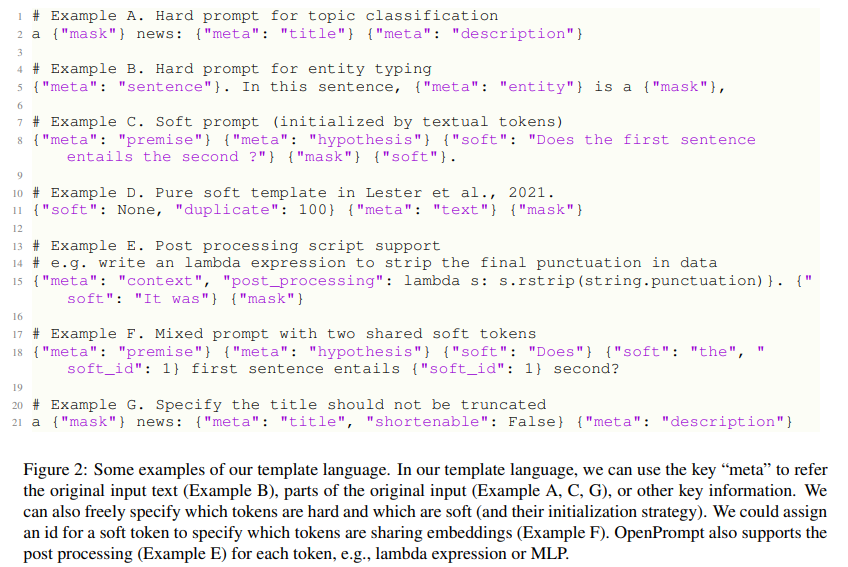 1 # Example A. Hard prompt for topic classification
2 a {"mask"} news: {"meta": "title"} {"meta": "description"}
3
4 # Example B. Hard prompt for entity typing
5 {"meta": "sentence"}. In this sentence, {"meta": "entity"} is a {"mask"},
6
7 # Example C. Soft prompt (initialized by textual tokens)
8 {"meta": "premise"} {"meta": "hypothesis"} {"soft": "Does the first sentence
entails the second ?"} {"mask"} {"soft"}.
9
10 # Example D. Pure soft template in Lester et al., 2021.
11 {"soft": None, "duplicate": 100} {"meta": "text"} {"mask"}
12
13 # Example E. Post processing script support
14 # e.g. write an lambda expression to strip the final punctuation in data
15 {"meta": "context", "post_processing": lambda s: s.rstrip(string.punctuation)}. {"
soft": "It was"} {"mask"}
16
17 # Example F. Mixed prompt with two shared soft tokens
18 {"meta": "premise"} {"meta": "hypothesis"} {"soft": "Does"} {"soft": "the", "
soft_id": 1} first sentence entails {"soft_id": 1} second?
19
20 # Example G. Specify the title should not be truncated
21 a {"mask"} news: {"meta": "title", "shortenable": False} {"meta": "description"}
Figure 2: Some examples of our template language. In our template language, we can use the key “meta” to refer
the original input text (Example B), parts of the original input (Example A, C, G), or other key information. We
can also freely specify which tokens are hard and which are soft (and their initialization strategy). We could assign
an id for a soft token to specify which tokens are sharing embeddings (Example F). OpenPrompt also supports the
post processing (Example E) for each token, e.g., lambda expression or MLP.